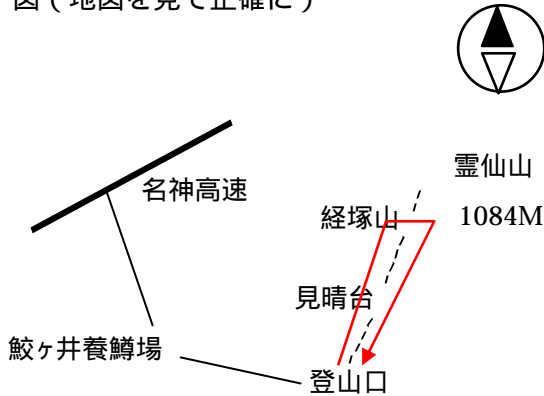 図（地図を見て正確に）
霊仙山
名神高速
経塚山
1084M
見晴台
鮫ヶ井養鱒場
登山口